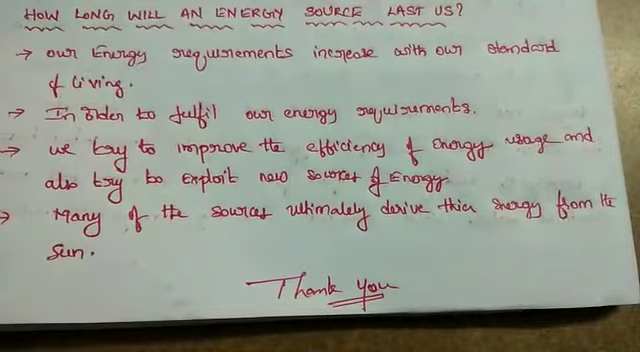 HOW LONG WILL AN ENERGY SOURCE LAST US?
→ our Energy requirements increase with our standard
of living.
→ In order to fulfil our energy requirements.
→ we try to improve the efficiency of energy usage and
also try to exploit new sources of Energy.
→ Many of the sources ultimately derive their energy from the
Sun.
Thank you